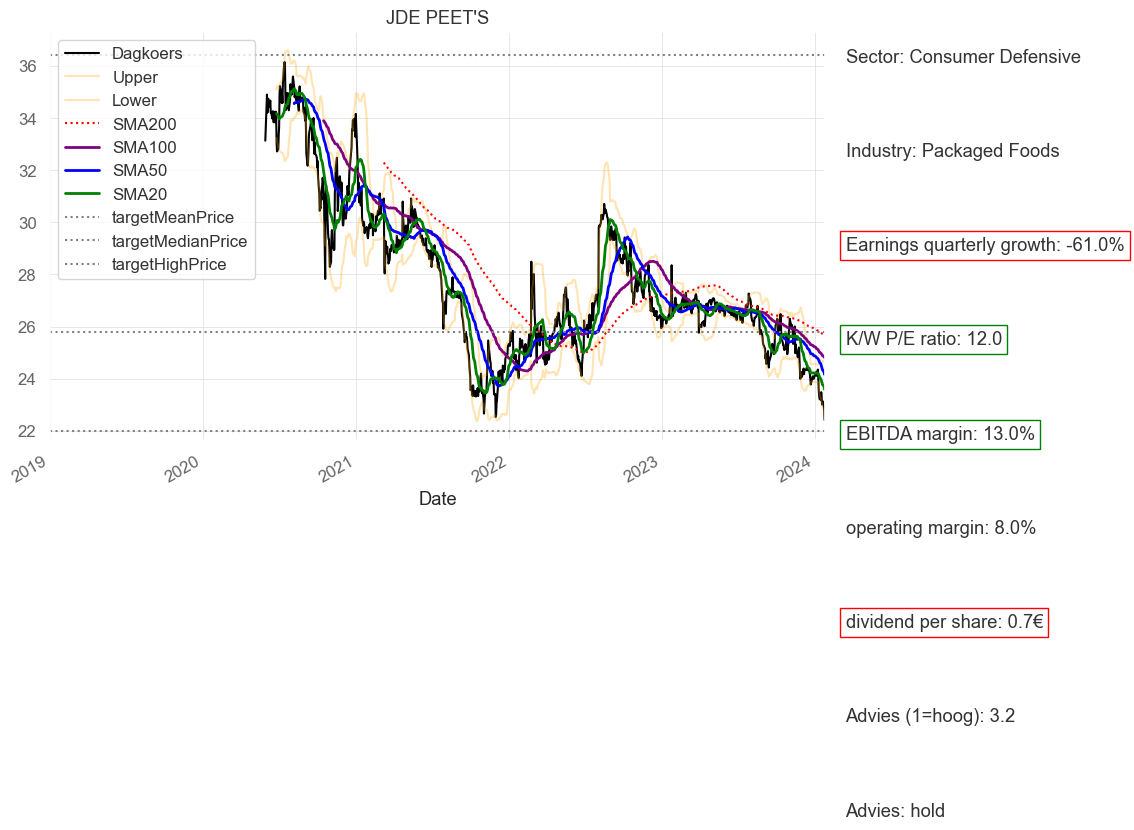 JDE PEET'S
Dagkoers
Upper
Lower
SMA200
SMA100
SMA50
SMA20
targetMeanPrice
targetMedianPrice
targetHighPrice
36
34
32
30
28
26
24
22
2019
2020
2021
2022
2023
2024
Date
Sector: Consumer Defensive
Industry: Packaged Foods
Earnings quarterly growth: -61.0%
K/W P/E ratio: 12.0
EBITDA margin: 13.0%
operating margin: 8.0%
dividend per share: 0.7€
Advies (1=hoog): 3.2
Advies: hold